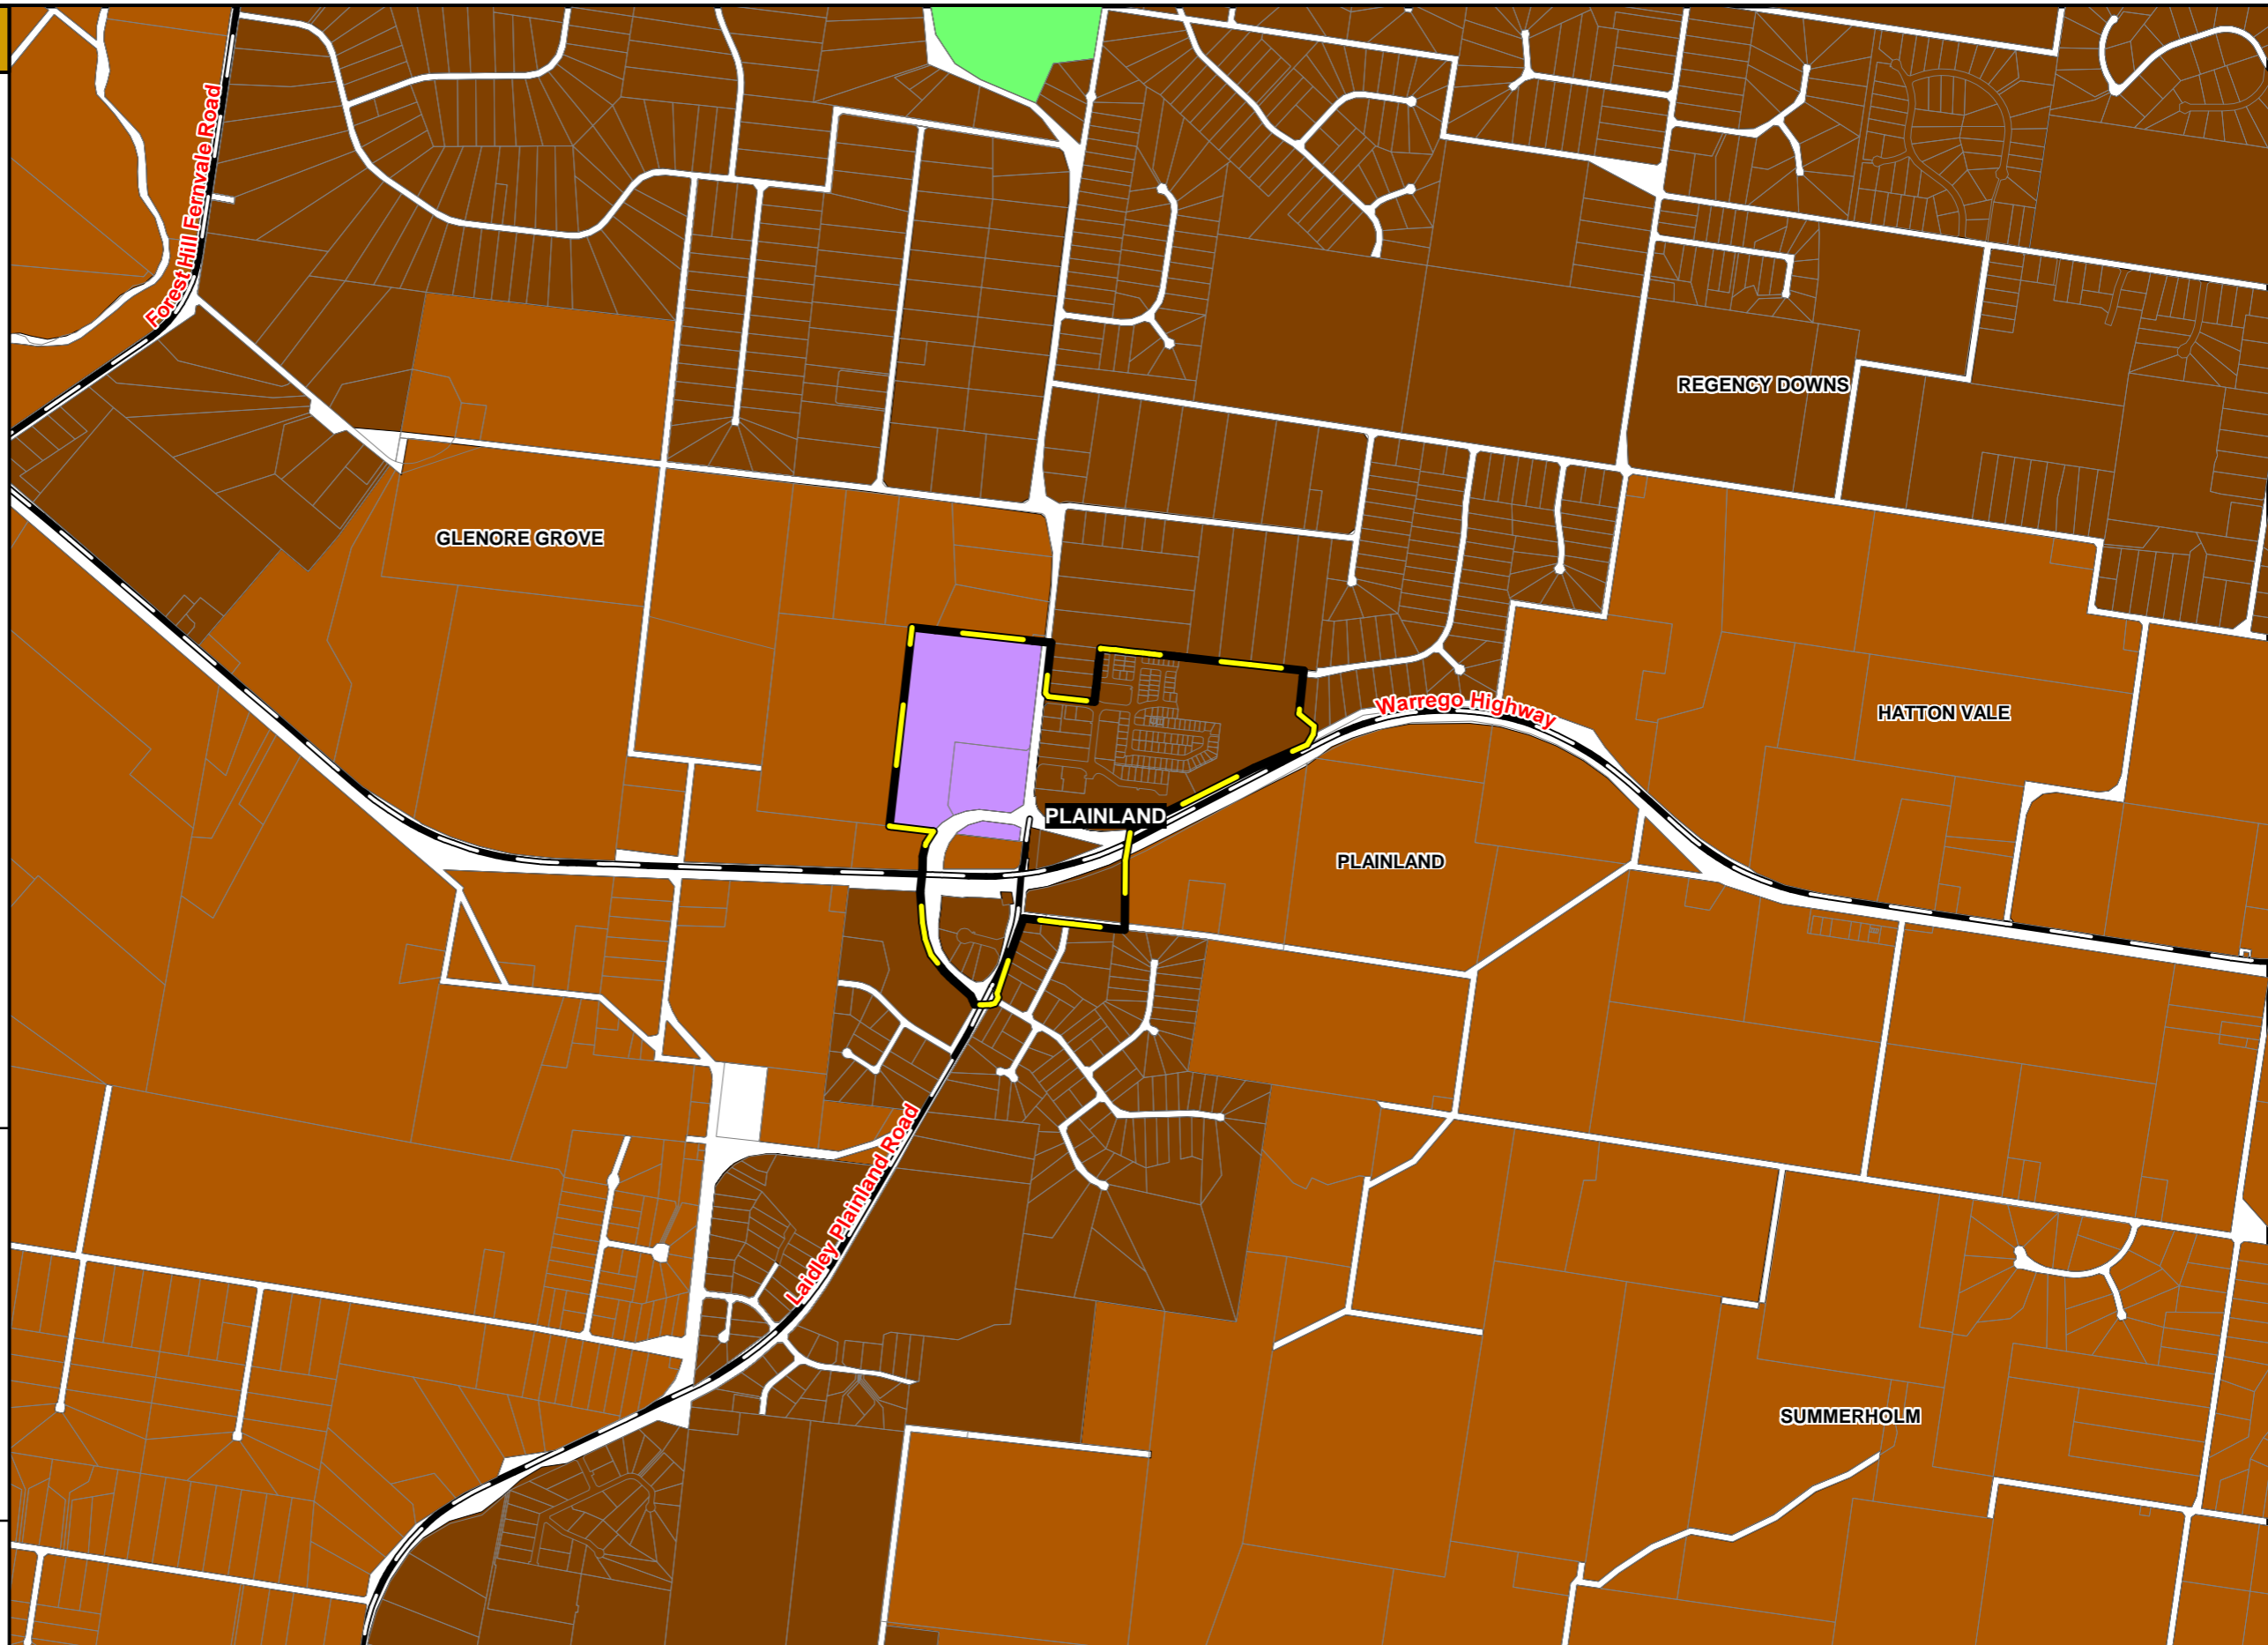 Forest Hill Fernvale Road
REGENCY DOWNS
GLENORE GROVE
Warrego Highway
HATTON VALE
PLAINLAND
PLAINLAND
Laidley Plainland Road
SUMMERHOLM